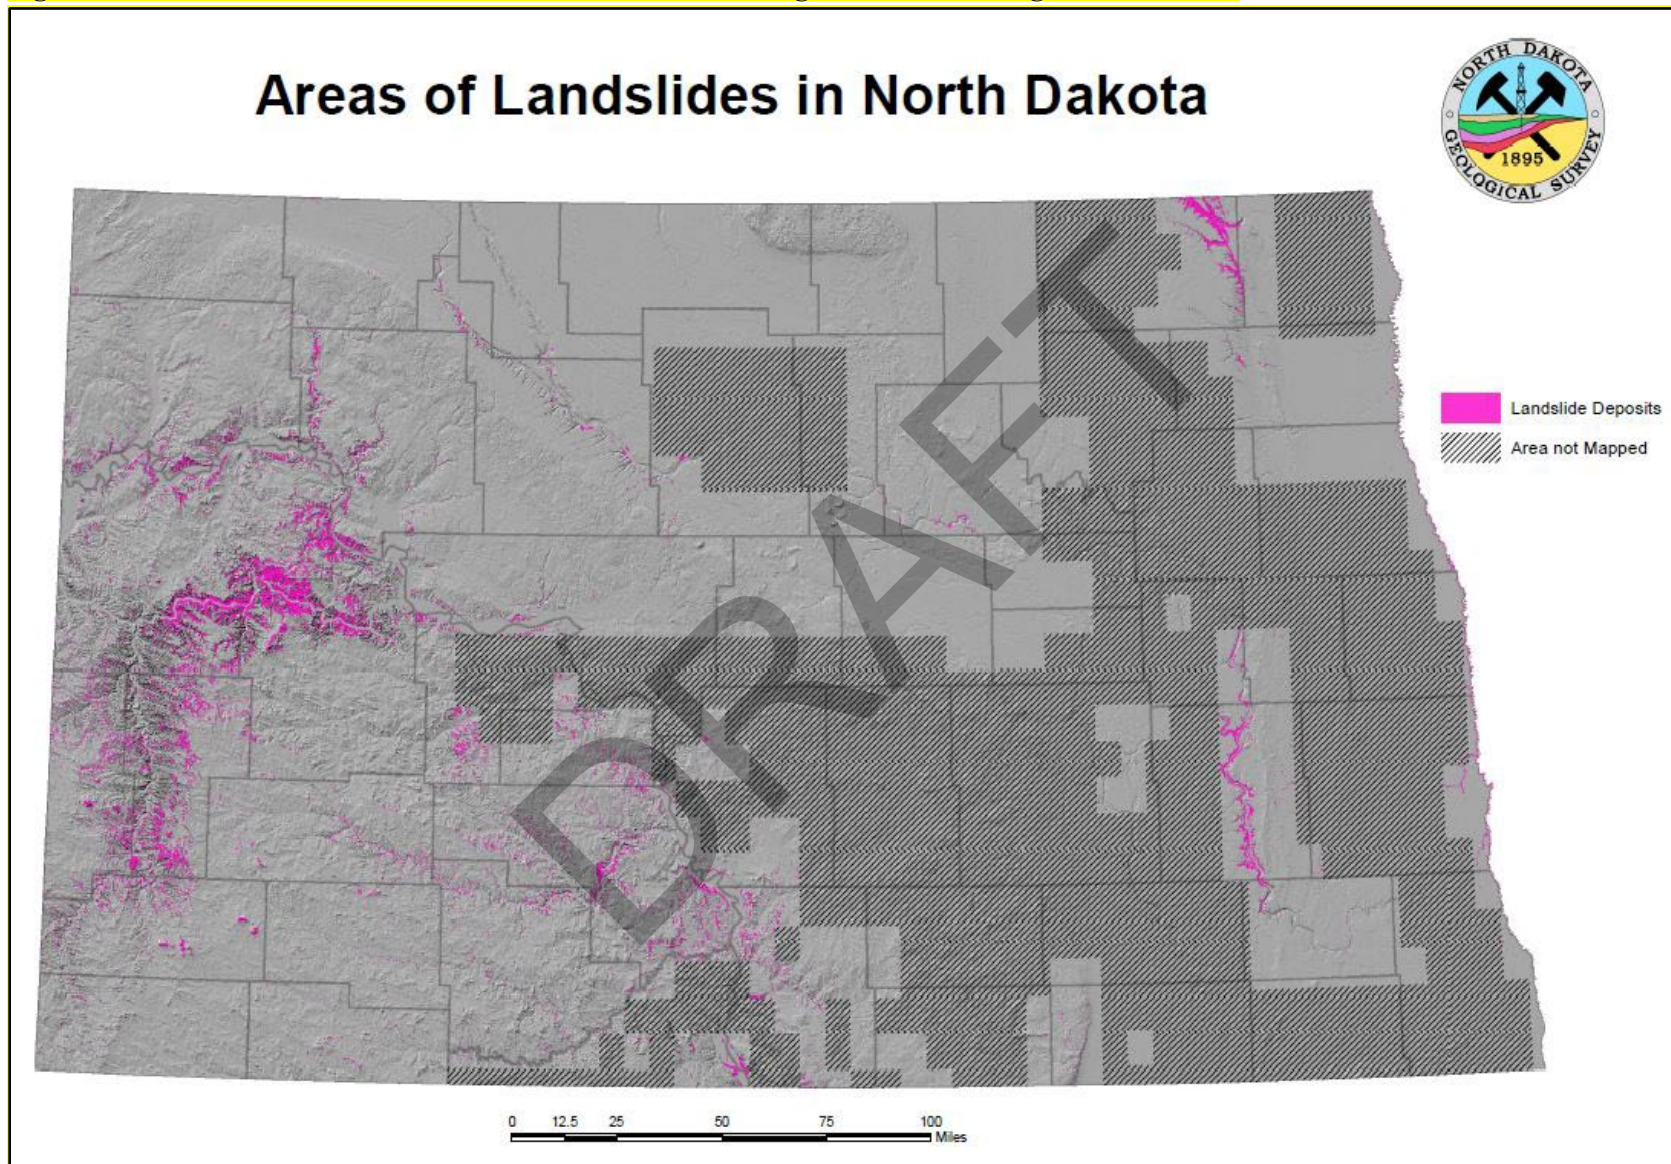 Areas of Landslides in North Dakota
NORTH DAKOTA
GEOLOGICAL SURVEY
1895
Landslide Deposits
Area not Mapped
DRAFT
0 12.5 25 50 75 100
Miles